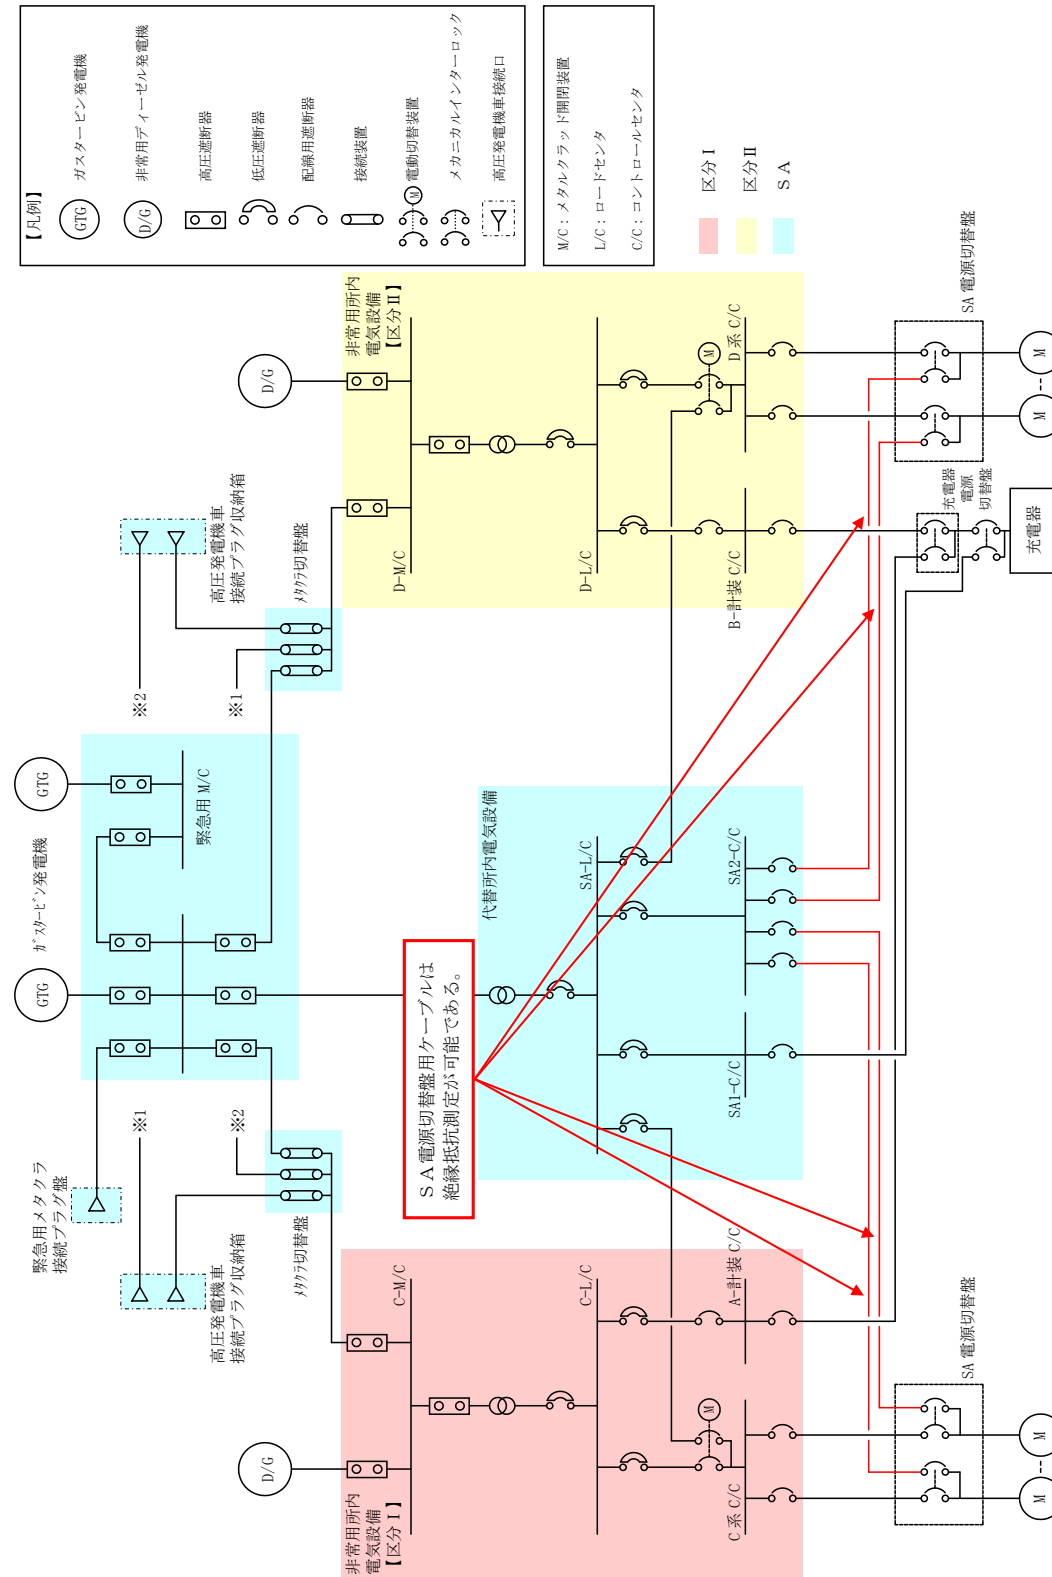 【凡例】
GTG
ガスタービン発電機
D/G
非常用ディーゼル発電機
高圧遮断器
低圧遮断器
配線用遮断器
接続装置
M
電動切替装置
メカニカルインターロック
高圧発電機車接続口
M/C：メタルクラッド開閉装置
L/C：ロードセンタ
C/C：コントロールセンタ
区分Ⅰ
区分Ⅱ
ＳＡ
ガスタービン発電機
GTG
GTG
緊急用 M/C
緊急用メタクラ
接続プラグ盤
※1
※2
高圧発電機車
接続プラグ収納箱
メタクラ切替盤
※2
※1
高圧発電機車
接続プラグ収納箱
メタクラ切替盤
D/G
D/G
非常用所内
電気設備
【区分Ⅰ】
C-M/C
C-L/C
C 系 C/C
A-計装 C/C
M
ＳＡ電源切替盤用ケーブルは
絶縁抵抗測定が可能である。
代替所内電気設備
SA-L/C
SA1-C/C
SA2-C/C
非常用所内
電気設備
【区分Ⅱ】
D-M/C
D-L/C
B-計装 C/C
D 系 C/C
M
SA 電源切替盤
M
M
充電器
電源
切替盤
充電器
SA 電源切替盤
M
M